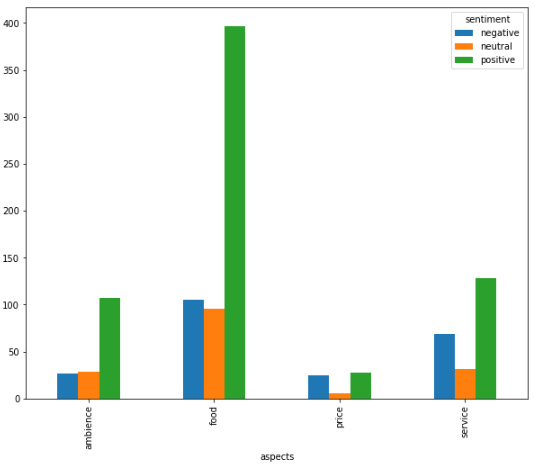 sentiment
negative
neutral
positive
400
350
300
250
200
150
100
50
0
ambience
food
price
service
aspects